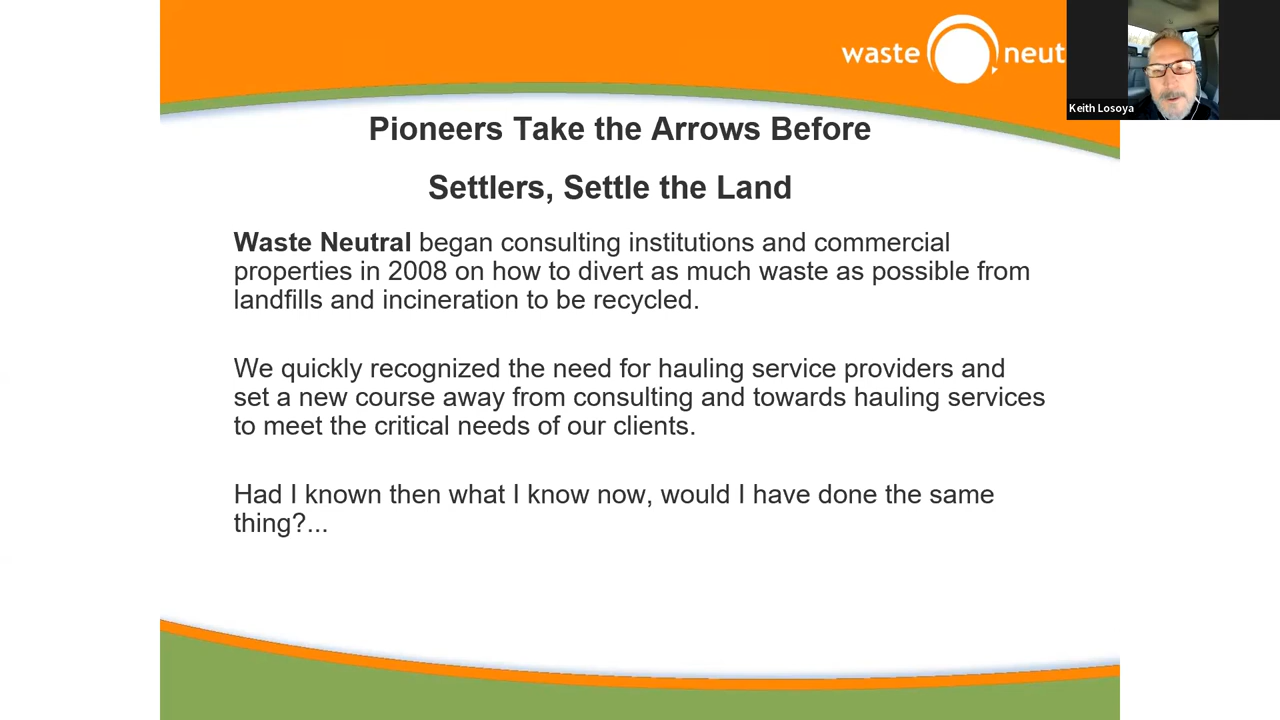 waste neut
Keith Losoya
Pioneers Take the Arrows Before
Settlers, Settle the Land
Waste Neutral began consulting institutions and commercial
properties in 2008 on how to divert as much waste as possible from
landfills and incineration to be recycled.
We quickly recognized the need for hauling service providers and
set a new course away from consulting and towards hauling services
to meet the critical needs of our clients.
Had I known then what I know now, would I have done the same
thing?...